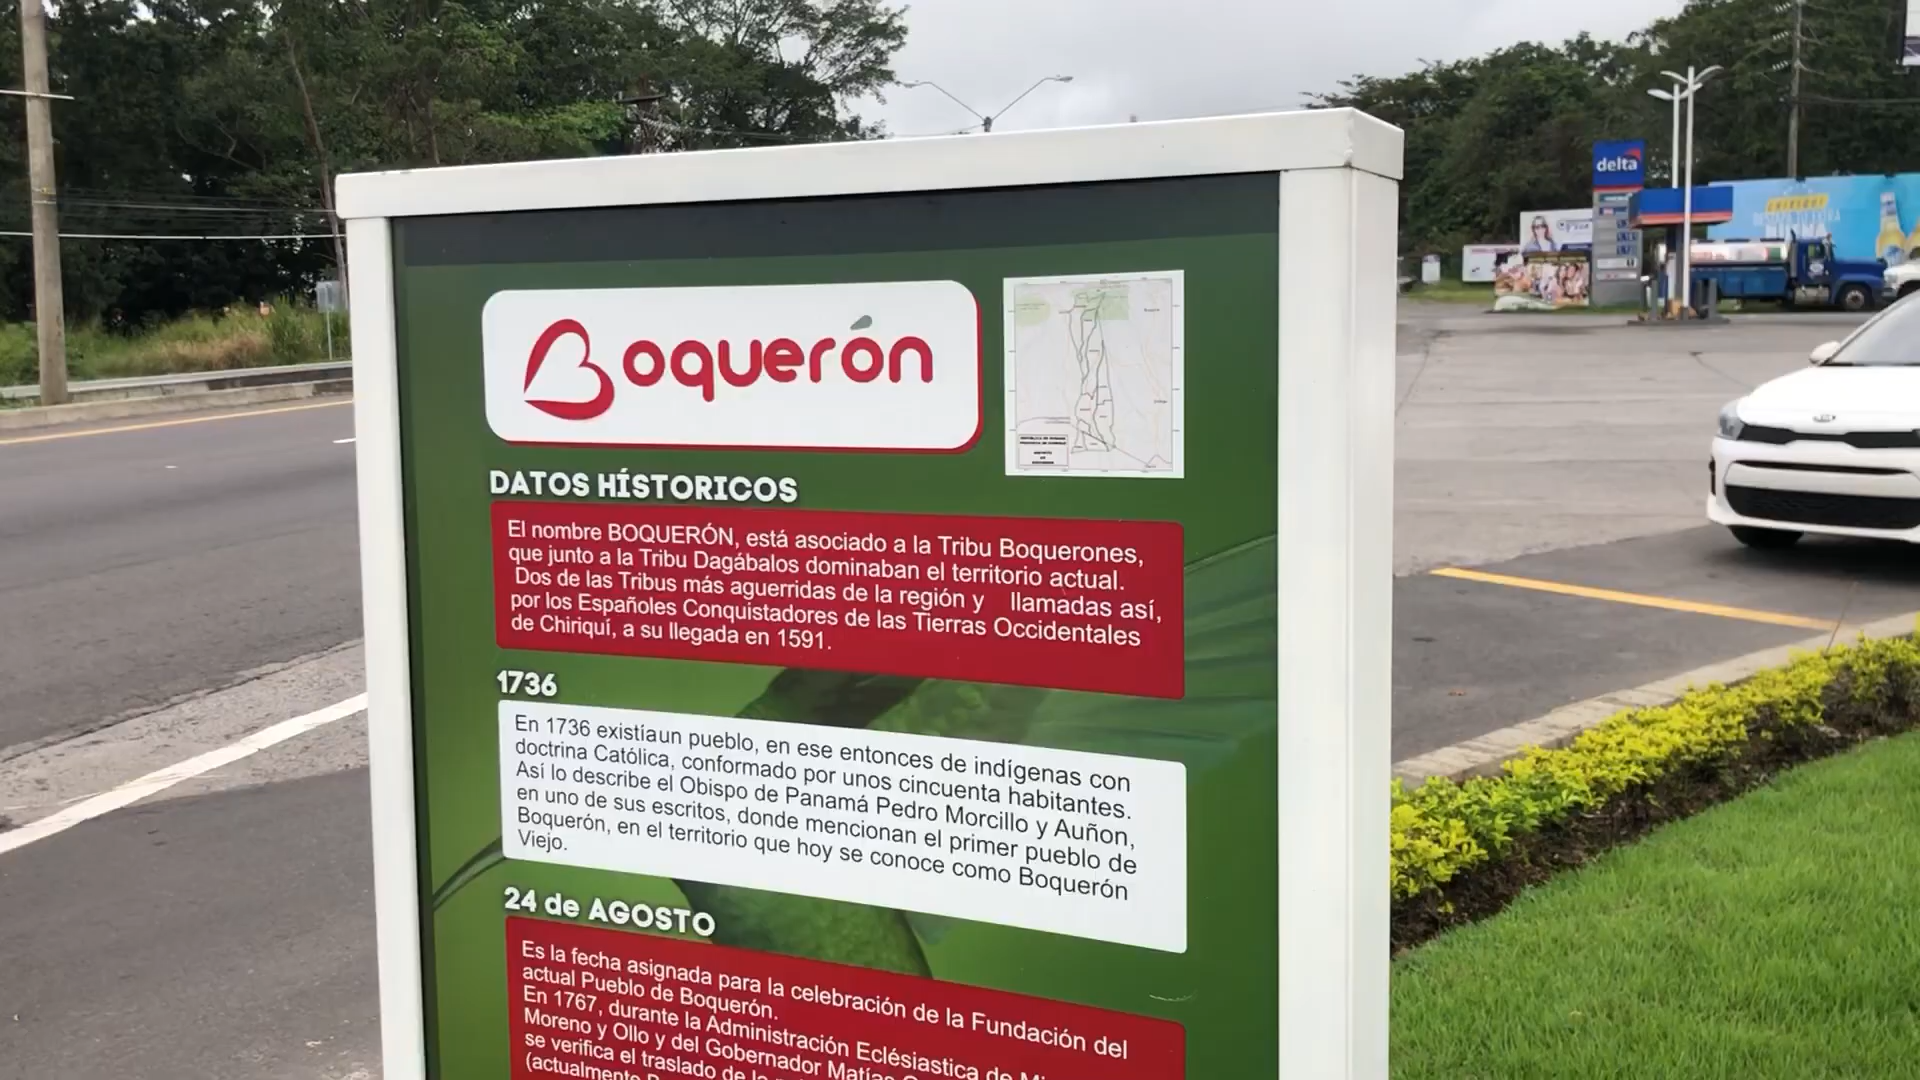 Boquerón
DATOS HÍSTORICOS
El nombre BOQUERÓN, está asociado a la Tribu Boquerones,
que junto a la Tribu Dagábalos dominaban el territorio actual.
Dos de las Tribus más aguerridas de la región y llamadas así,
por los Españoles Conquistadores de las Tierras Occidentales
de Chiriquí, a su llegada en 1591.
1736
En 1736 existíaun pueblo, en ese entonces de indígenas con
doctrina Católica, conformado por unos cincuenta habitantes.
Así lo describe el Obispo de Panamá Pedro Morcillo y Auñon,
en uno de sus escritos, donde mencionan el primer pueblo de
Boquerón, en el territorio que hoy se conoce como Boquerón
Viejo.
24 de AGOSTO
Es la fecha asignada para la celebración de la Fundación del
actual Pueblo de Boquerón.
En 1767, durante la Administración Eclésiastica de
Moreno y Ollo y del Gobernador Matías
se verifica el traslado de
(actualmente
delta
CHIRIQUÍ
KIA